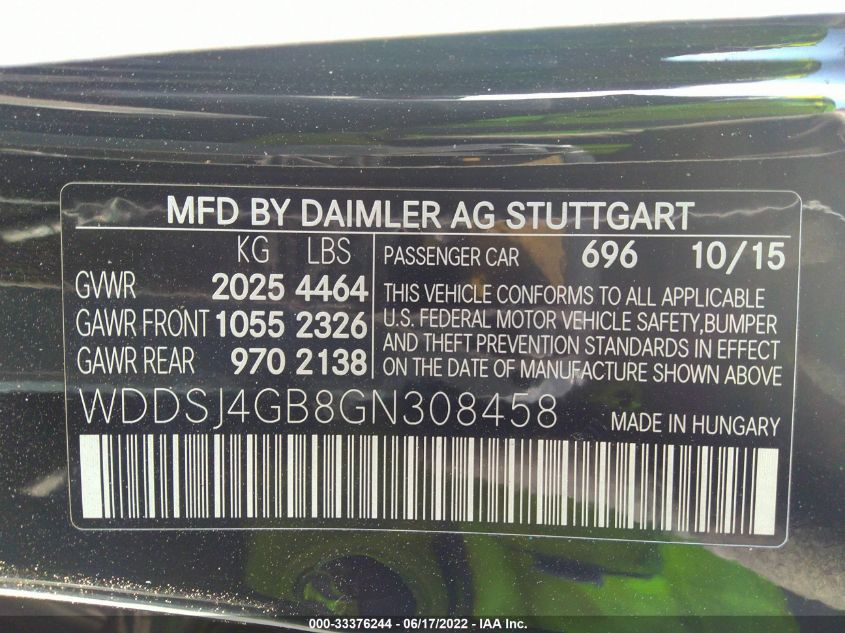 MFD BY DAIMLER AG STUTTGART
KG LBS
GVWR 2025 4464
GAWR FRONT 1055 2326
GAWR REAR 970 2138
PASSENGER CAR 696 10/15
THIS VEHICLE CONFORMS TO ALL APPLICABLE
U.S. FEDERAL MOTOR VEHICLE SAFETY,BUMPER
AND THEFT PREVENTION STANDARDS IN EFFECT
ON THE DATE OF MANUFACTURE SHOWN ABOVE
WDDSJ4GB8GN308458 MADE IN HUNGARY
000-33376244 - 06/17/2022 - IAA Inc.